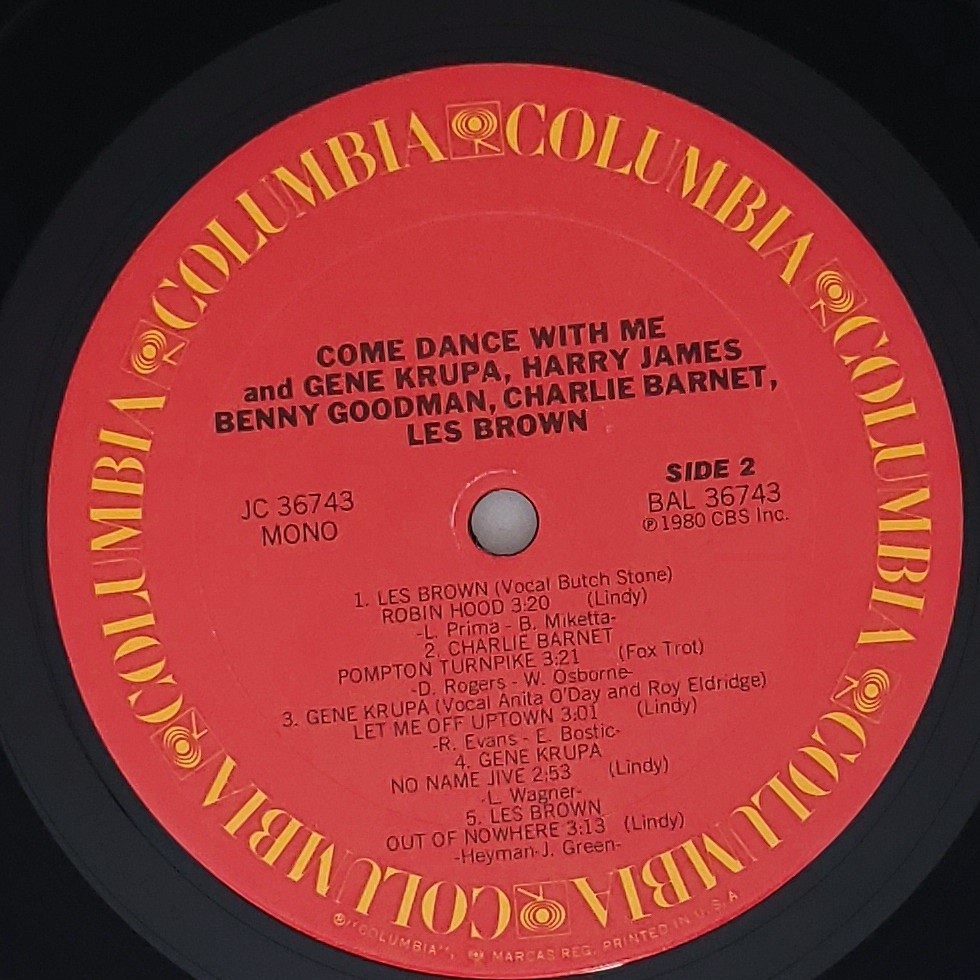 COLUMBIA COLUMBIA COLUMBIA COLUMBIA COLUMBIA COLUMBIA
COME DANCE WITH ME
and GENE KRUPA, HARRY JAMES
BENNY GOODMAN, CHARLIE BARNET,
LES BROWN
SIDE 2
JC 36743
MONO
BAL 36743
℗ 1980 CBS Inc.
1. LES BROWN (Vocal Butch Stone)
ROBIN HOOD 3:20 (Lindy)
-L. Prima - B. Miketta-
2. CHARLIE BARNET
POMPTON TURNPIKE 3:21 (Fox Trot)
-D. Rogers - W. Osborne-
3. GENE KRUPA (Vocal Anita O'Day and Roy Eldridge)
LET ME OFF UPTOWN 3:01 (Lindy)
-R. Evans - E. Bostic-
4. GENE KRUPA
NO NAME JIVE 2:53 (Lindy)
-L. Wagner-
5. LES BROWN
OUT OF NOWHERE 3:13 (Lindy)
-Heyman-J. Green-
®"COLUMBIA", MARCAS REG. PRINTED IN U.S.A